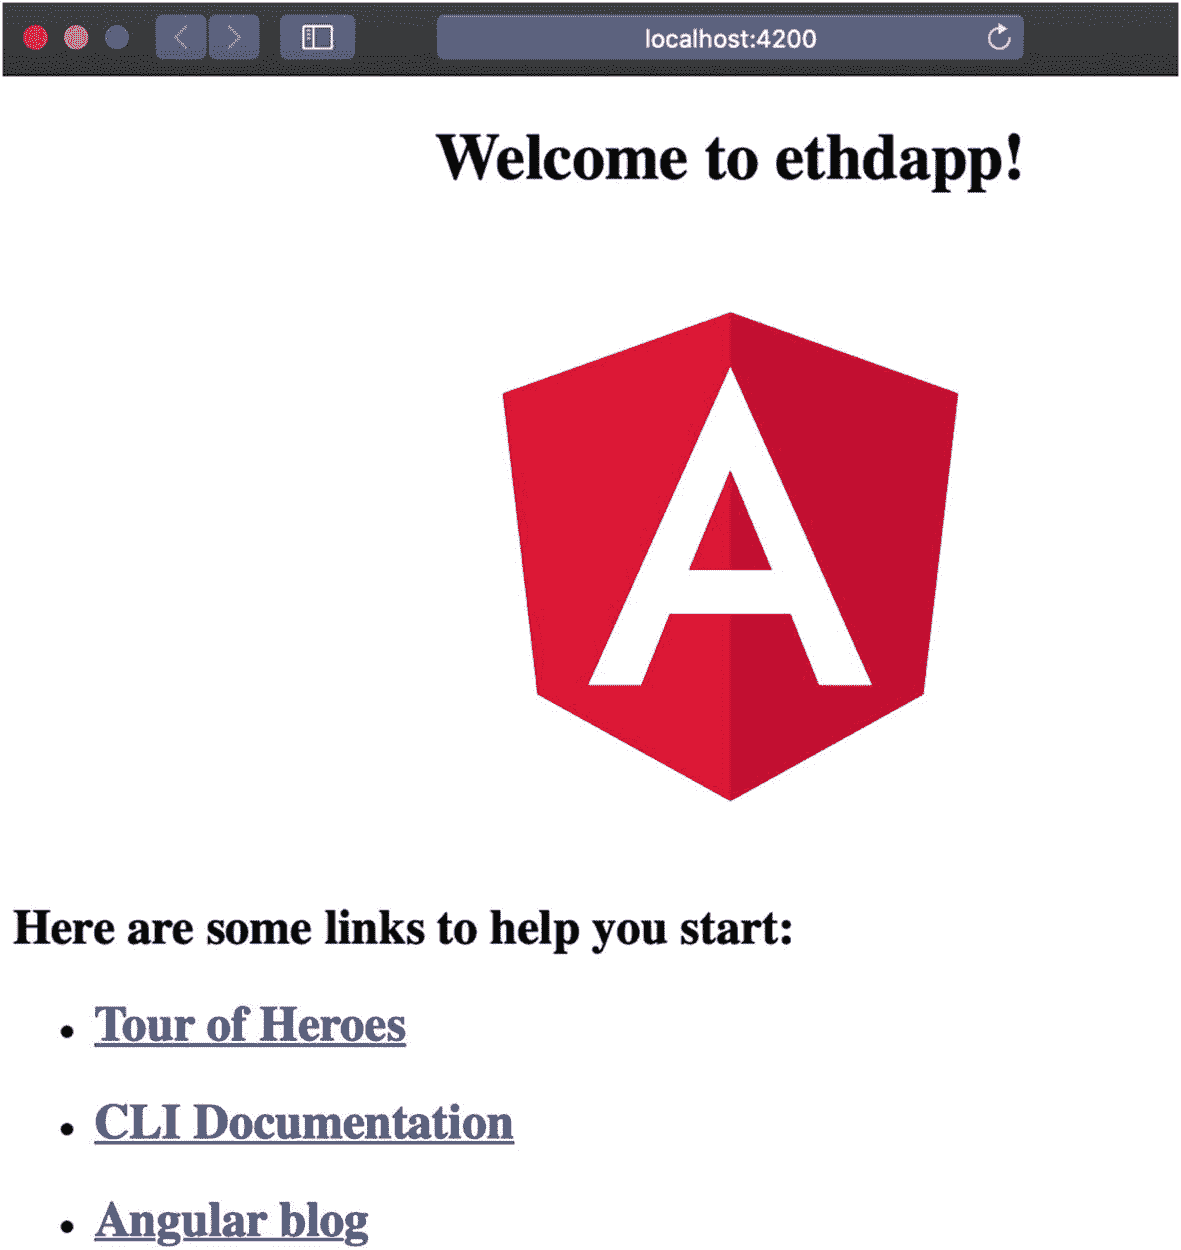 localhost:4200
Welcome to ethdapp!
A
Here are some links to help you start:
Tour of Heroes
CLI Documentation
Angular blog